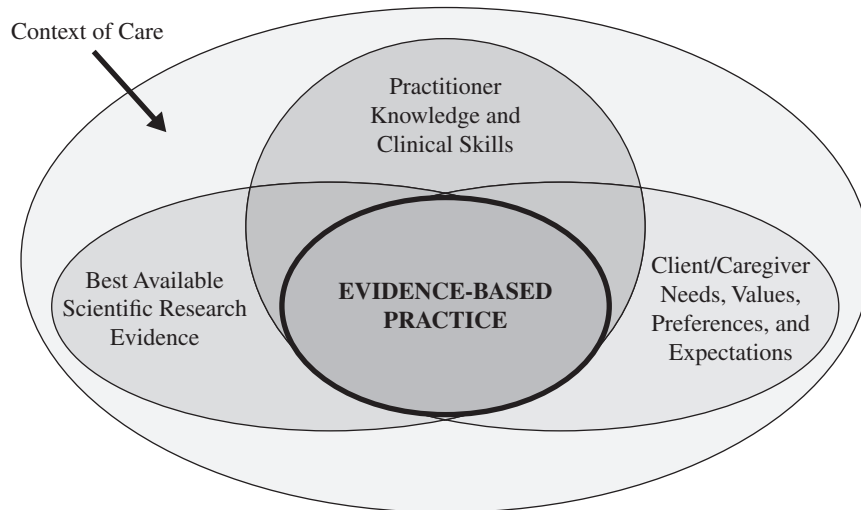 Context of Care
Practitioner
Knowledge and
Clinical Skills
Best Available
Scientific Research
Evidence
EVIDENCE-BASED
PRACTICE
Client/Caregiver
Needs, Values,
Preferences, and
Expectations